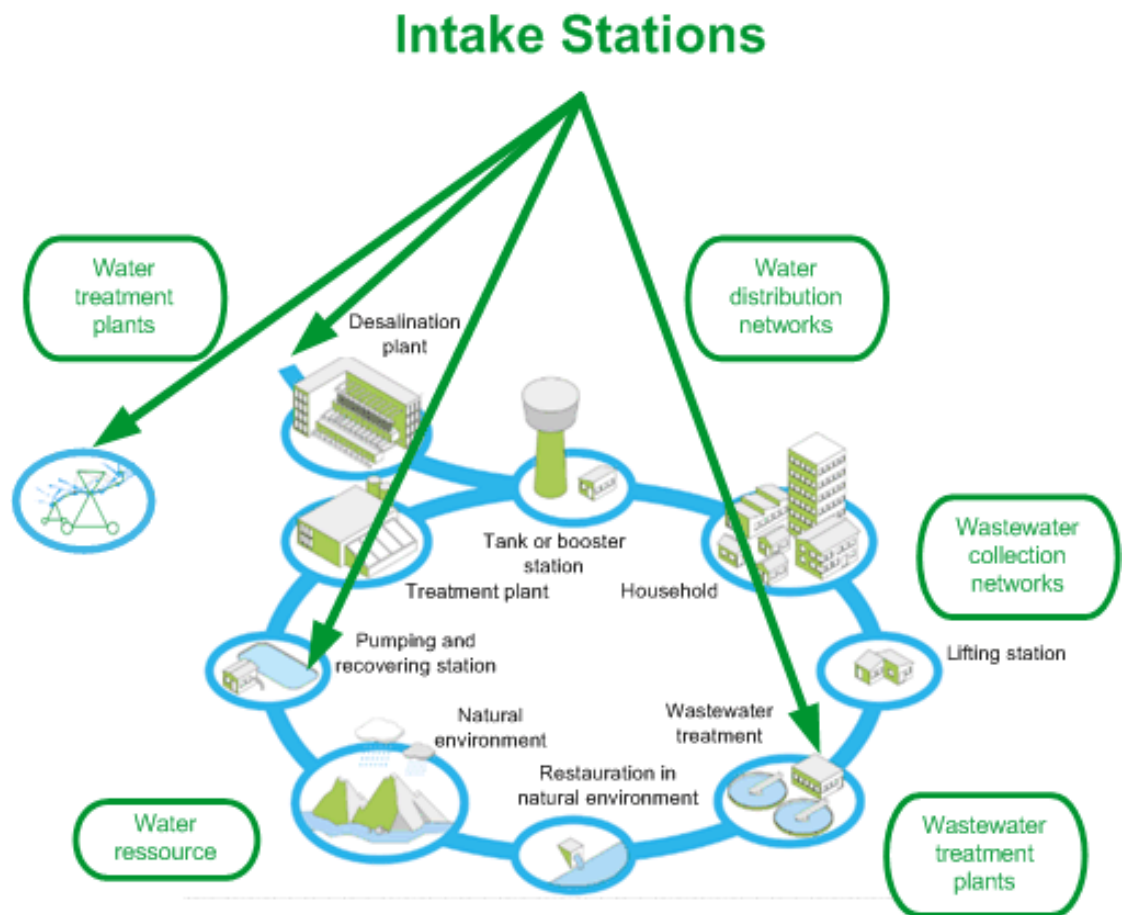 Intake Stations
Water
treatment
plants
Water
distribution
networks
Desalination
plant
Tank or booster
station
Treatment plant
Household
Wastewater
collection
networks
Pumping and
recovering station
Lifting station
Natural
environment
Wastewater
treatment
Restauration in
natural environment
Water
ressource
Wastewater
treatment
plants